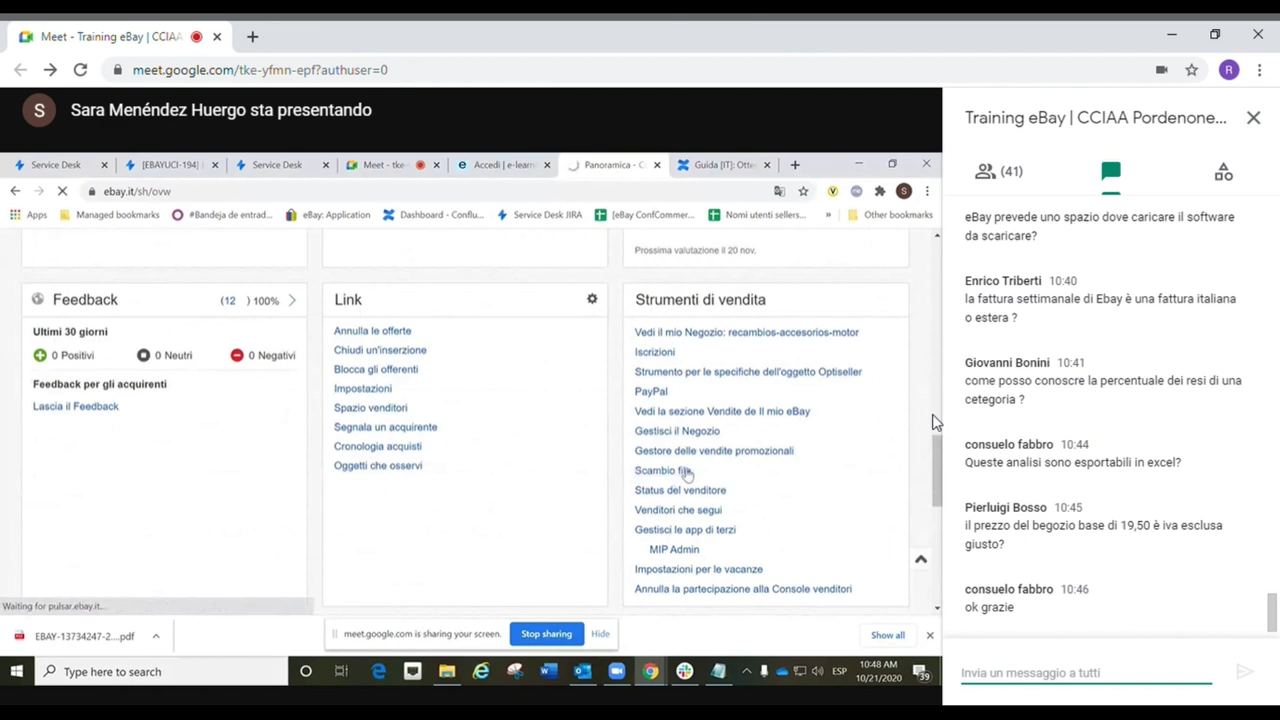 Meet - Training eBay | CCIAA
meet.google.com/tke-yfmn-epf?authuser=0
R
S
Sara Menéndez Huergo sta presentando
Service Desk
[EBAYUCI-194]
Service Desk
Meet - tke
Accedi | e-learn
Panoramica - C
Guida [IT]: Otte
ebay.it/sh/ovw
S
Apps
Managed bookmarks
#Bandeja de entrad...
eBay: Application
Dashboard - Conflu...
Service Desk JIRA
[eBay ConfCommer...
Nomi utenti sellers...
»
Other bookmarks
Prossima valutazione il 20 nov.
Feedback
(12 ) 100%
Ultimi 30 giorni
0 Positivi
0 Neutri
0 Negativi
Feedback per gli acquirenti
Lascia il Feedback
Link
Annulla le offerte
Chiudi un'inserzione
Blocca gli offerenti
Impostazioni
Spazio venditori
Segnala un acquirente
Cronologia acquisti
Oggetti che osservi
Strumenti di vendita
Vedi il mio Negozio: recambios-accesorios-motor
Iscrizioni
Strumento per le specifiche dell'oggetto Optiseller
PayPal
Vedi la sezione Vendite de Il mio eBay
Gestisci il Negozio
Gestore delle vendite promozionali
Scambio file
Status del venditore
Venditori che segui
Gestisci le app di terzi
MIP Admin
Impostazioni per le vacanze
Annulla la partecipazione alla Console venditori
Waiting for pulsar.ebay.it...
EBAY-13734247-2....pdf
meet.google.com is sharing your screen.
Stop sharing
Hide
Show all
Type here to search
ESP
10:48 AM
10/21/2020
39
Training eBay | CCIAA Pordenone...
(41)
eBay prevede uno spazio dove caricare il software
da scaricare?
Enrico Triberti 10:40
la fattura settimanale di Ebay è una fattura italiana
o estera ?
Giovanni Bonini 10:41
come posso conoscre la percentuale dei resi di una
cetegoria ?
consuelo fabbro 10:44
Queste analisi sono esportabili in excel?
Pierluigi Bosso 10:45
il prezzo del begozio base di 19,50 è iva esclusa
giusto?
consuelo fabbro 10:46
ok grazie
Invia un messaggio a tutti